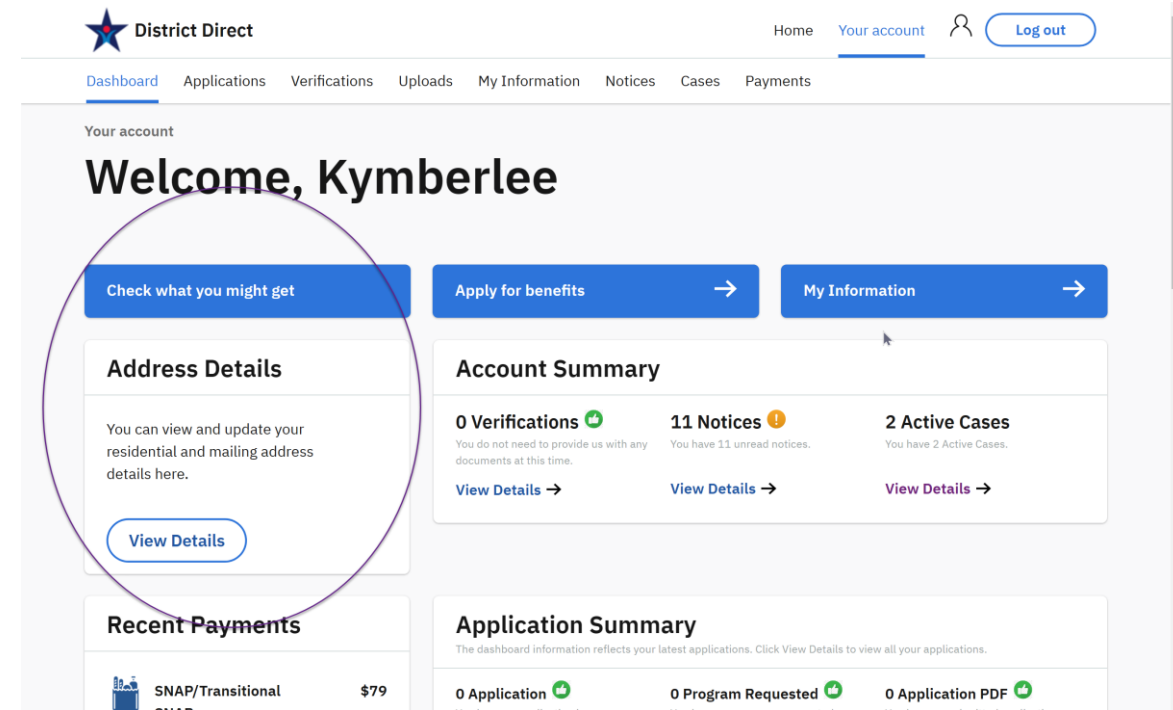 District Direct
Home Your account Log out
Dashboard Applications Verifications Uploads My Information Notices Cases Payments
Your account
Welcome, Kymberlee
Check what you might get
Apply for benefits
My Information
Address Details
You can view and update your
residential and mailing address
details here.
View Details
Account Summary
0 Verifications
You do not need to provide us with any
documents at this time.
View Details
11 Notices
You have 11 unread notices.
View Details
2 Active Cases
You have 2 Active Cases.
View Details
Recent Payments
SNAP/Transitional $79
Application Summary
The dashboard information reflects your latest applications. Click View Details to view all your applications.
0 Application
0 Program Requested
0 Application PDF